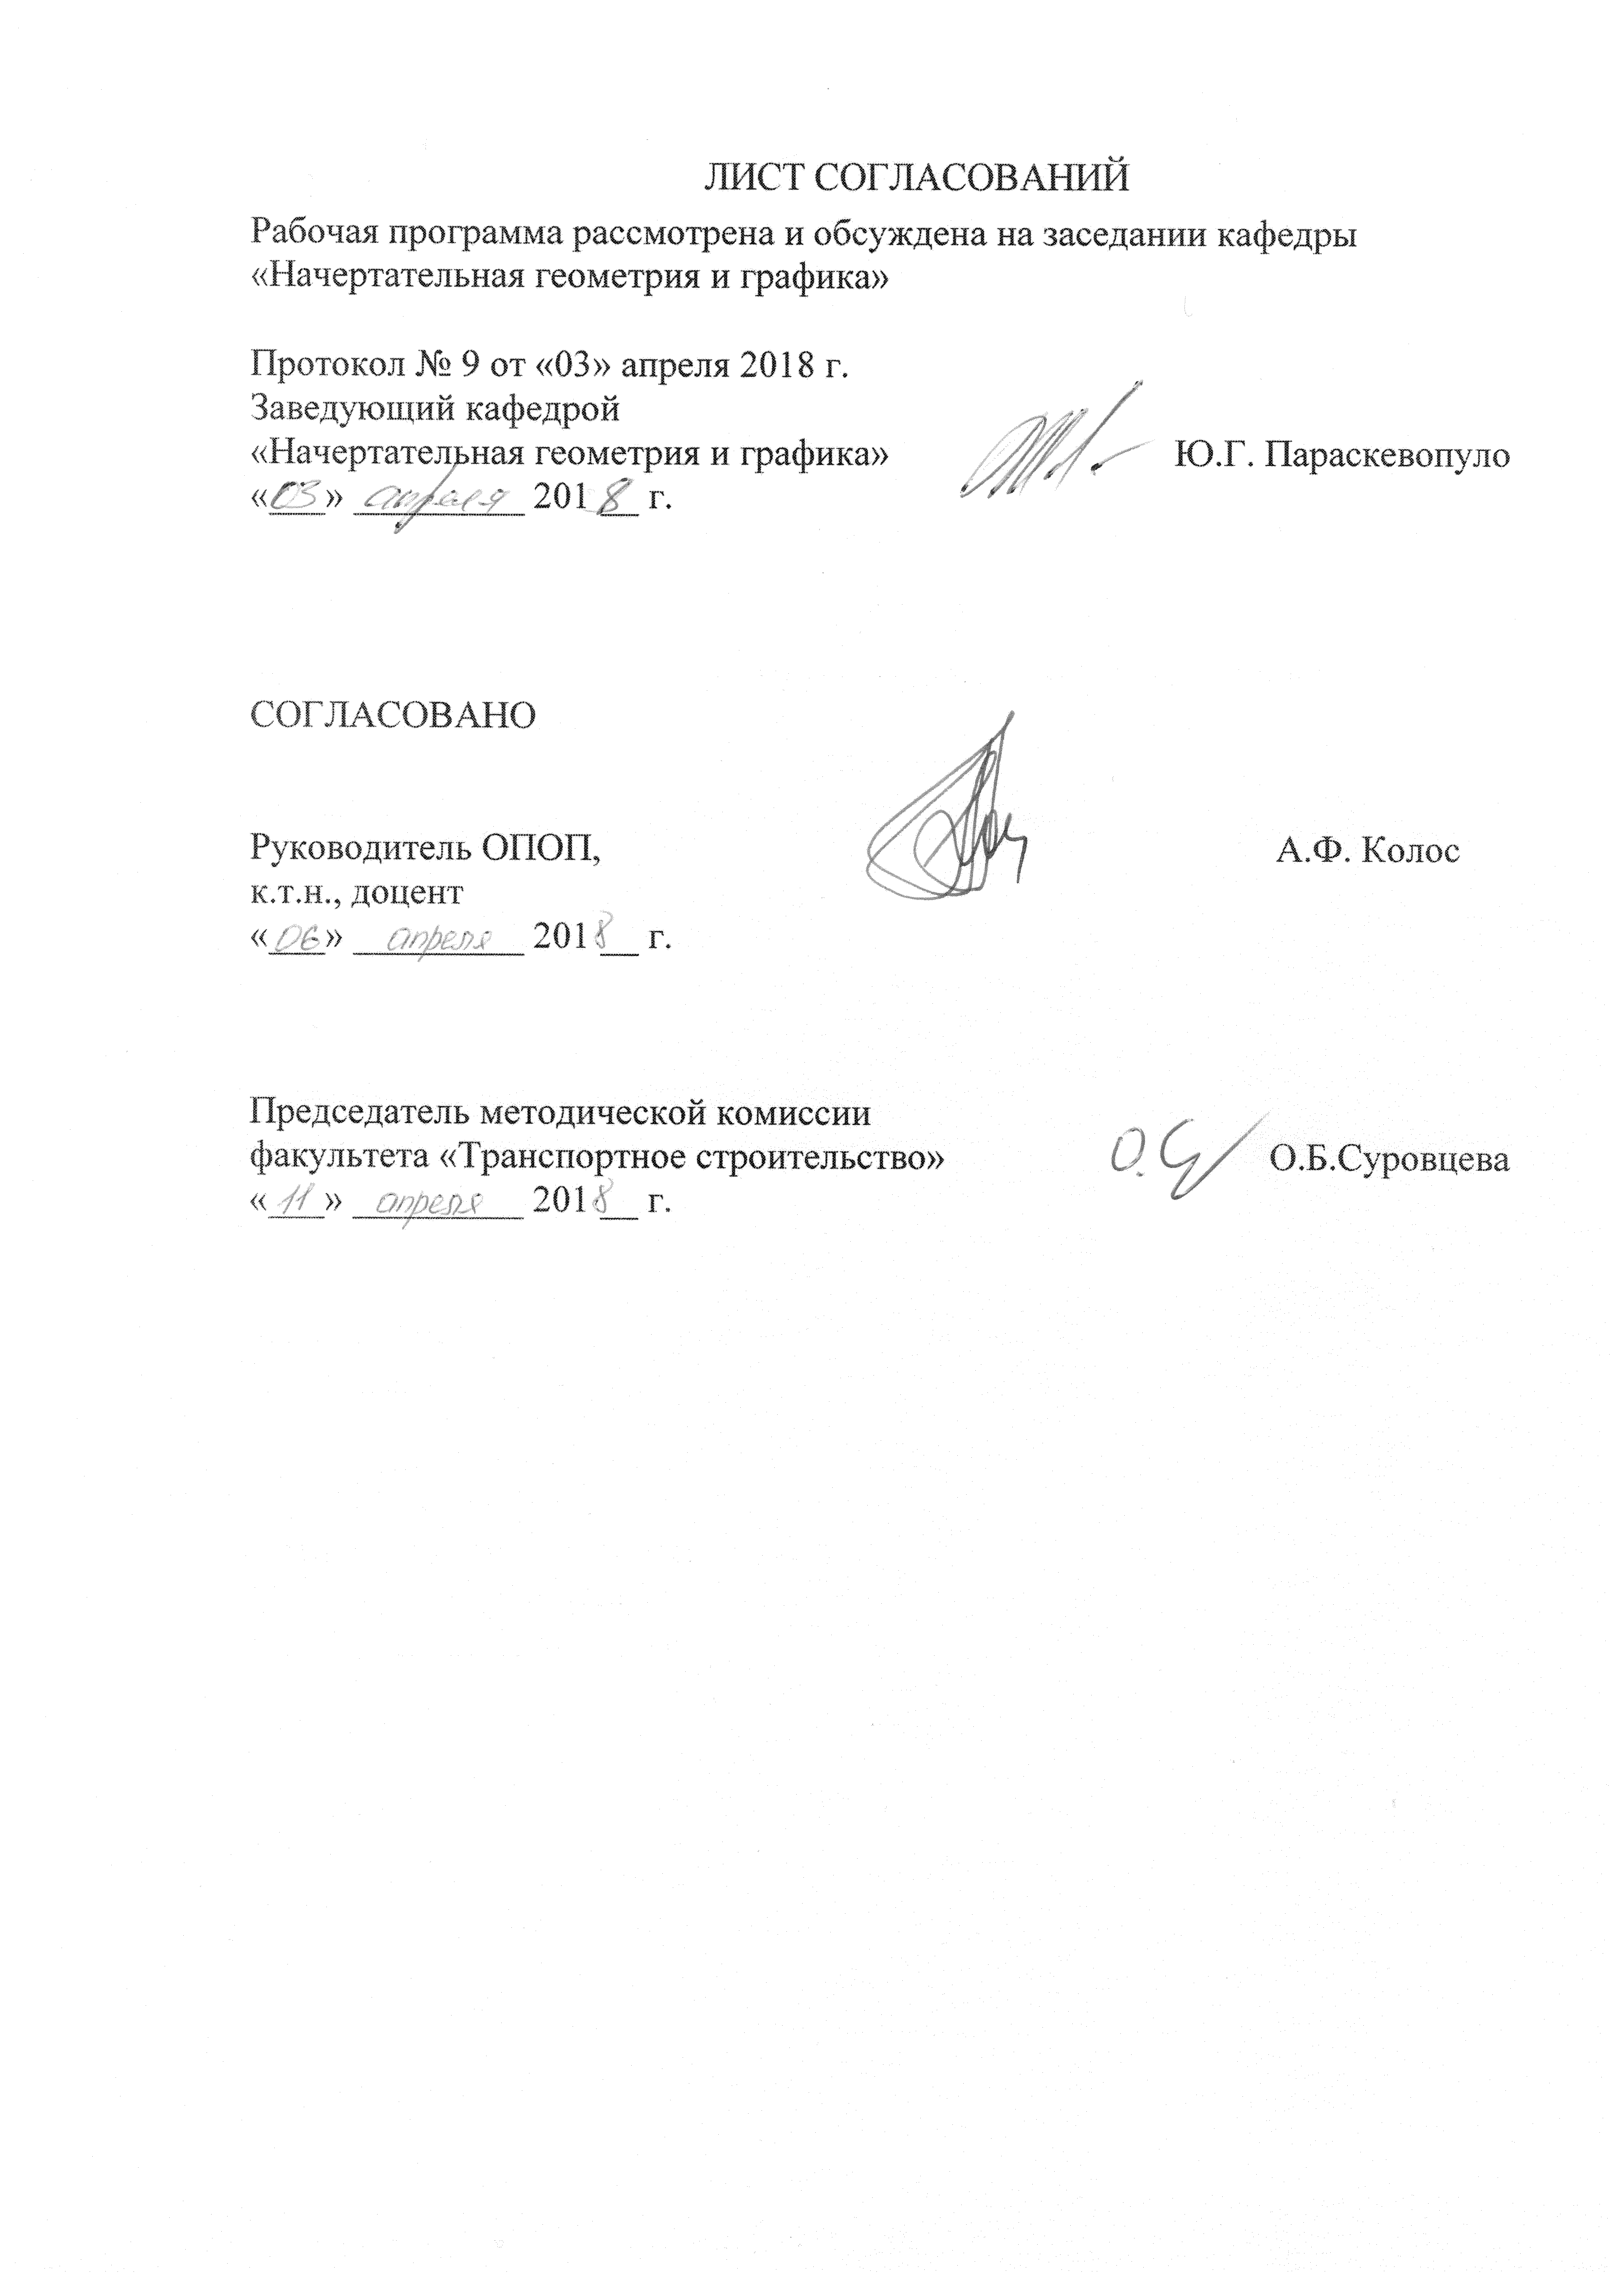 ЛИСТ СОГЛАСОВАНИЙ
Рабочая программа рассмотрена и обсуждена на заседании кафедры
«Начертательная геометрия и графика»
Протокол № 9 от «03» апреля 2018 г.
Заведующий кафедрой
«Начертательная геометрия и графика» Ю.Г. Параскевопуло
«03» апреля 2018 г.
СОГЛАСОВАНО
Руководитель ОПОП, А.Ф. Колос
к.т.н., доцент
«06» апреля 2018 г.
Председатель методической комиссии
факультета «Транспортное строительство» О.Б.Суровцева
«11» апреля 2018 г.